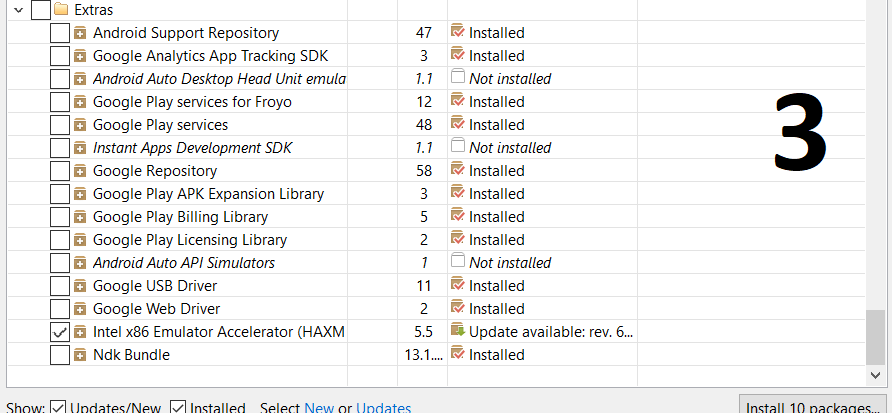 Extras
Android Support Repository 47 Installed
Google Analytics App Tracking SDK 3 Installed
Android Auto Desktop Head Unit emula 1.1 Not installed
Google Play services for Froyo 12 Installed
Google Play services 48 Installed
Instant Apps Development SDK 1.1 Not installed
Google Repository 58 Installed
Google Play APK Expansion Library 3 Installed
Google Play Billing Library 5 Installed
Google Play Licensing Library 2 Installed
Android Auto API Simulators 1 Not installed
Google USB Driver 11 Installed
Google Web Driver 2 Installed
Intel x86 Emulator Accelerator (HAXM 5.5 Update available: rev. 6...
Ndk Bundle 13.1.... Installed
3
Show: Updates/New Installed Select New or Updates Install 10 packages...